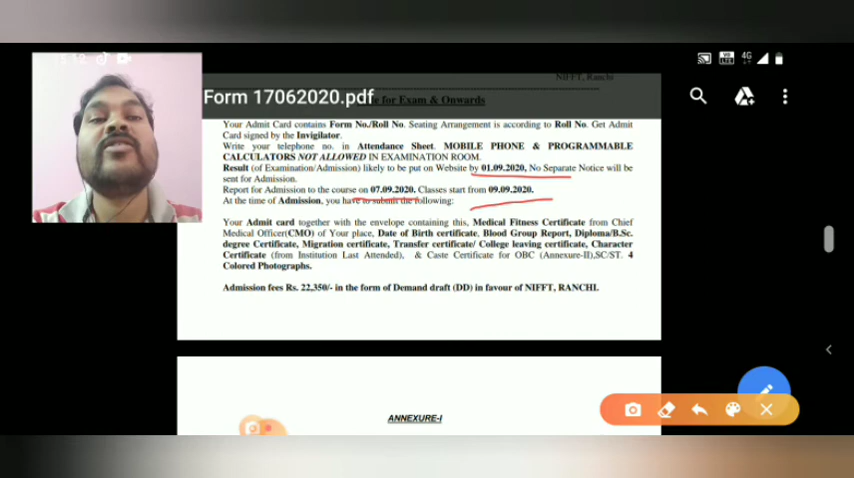 NIFFT, Ranchi
Form 17062020.pdf
for Exam & Onwards
4G
Your Admit Card contains Form No./Roll No. Seating Arrangement is according to Roll No. Get Admit
Card signed by the Invigilator.
Write your telephone no. in Attendance Sheet. MOBILE PHONE & PROGRAMMABLE
CALCULATORS NOT ALLOWED IN EXAMINATION ROOM.
Result (of Examination/Admission) likely to be put on Website by 01.09.2020, No Separate Notice will be
sent for Admission.
Report for Admission to the course on 07.09.2020. Classes start from 09.09.2020.
At the time of Admission, you have to submit the following:
Your Admit card together with the envelope containing this, Medical Fitness Certificate from Chief
Medical Officer(CMO) of Your place, Date of Birth certificate, Blood Group Report, Diploma/B.Sc.
degree Certificate, Migration certificate, Transfer certificate/ College leaving certificate, Character
Certificate (from Institution Last Attended), & Caste Certificate for OBC (Annexure-II),SC/ST. 4
Colored Photographs.
Admission fees Rs. 22,350/- in the form of Demand draft (DD) in favour of NIFFT, RANCHI.
ANNEXURE-I